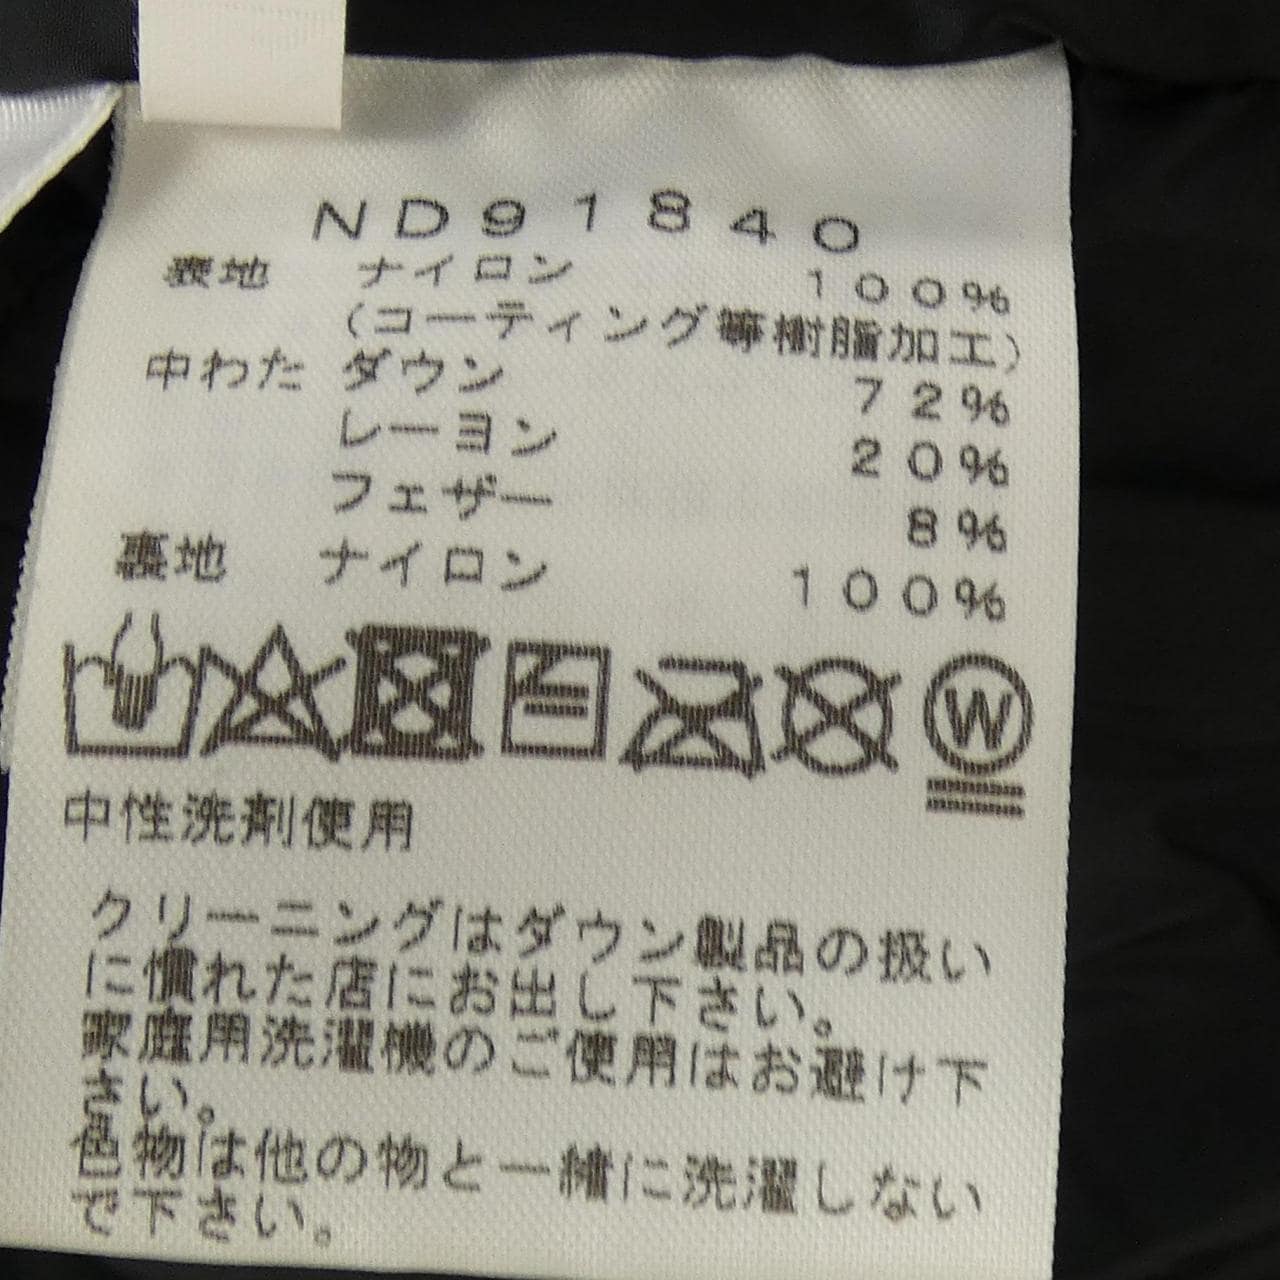 ND91840
表地 ナイロン 100%
(コーティング等樹脂加工)
中わた ダウン 72%
レーヨン 20%
フェザー 8%
裏地 ナイロン 100%
W
中性洗剤使用
クリーニングはダウン製品の扱い
に慣れた店にお出し下さい。
家庭用洗濯機のご使用はお避け下
さい。
色物は他の物と一緒に洗濯しない
で下さい。